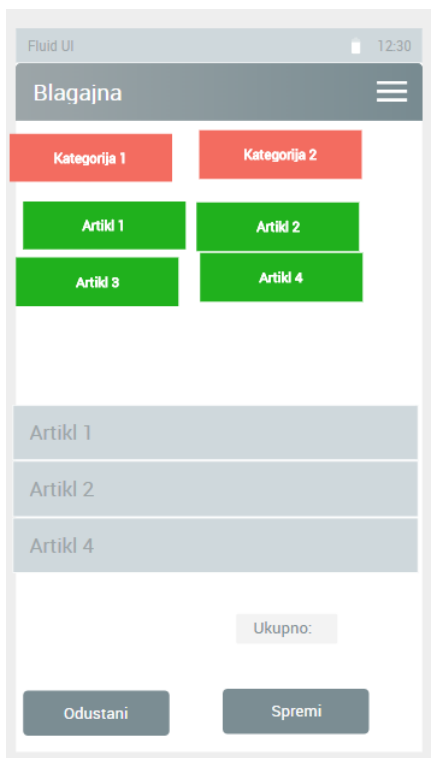 Fluid UI 12:30
Blagajna
Kategorija 1 Kategorija 2
Artikl 1 Artikl 2
Artikl 3 Artikl 4
Artikl 1
Artikl 2
Artikl 4
Ukupno:
Odustani Spremi